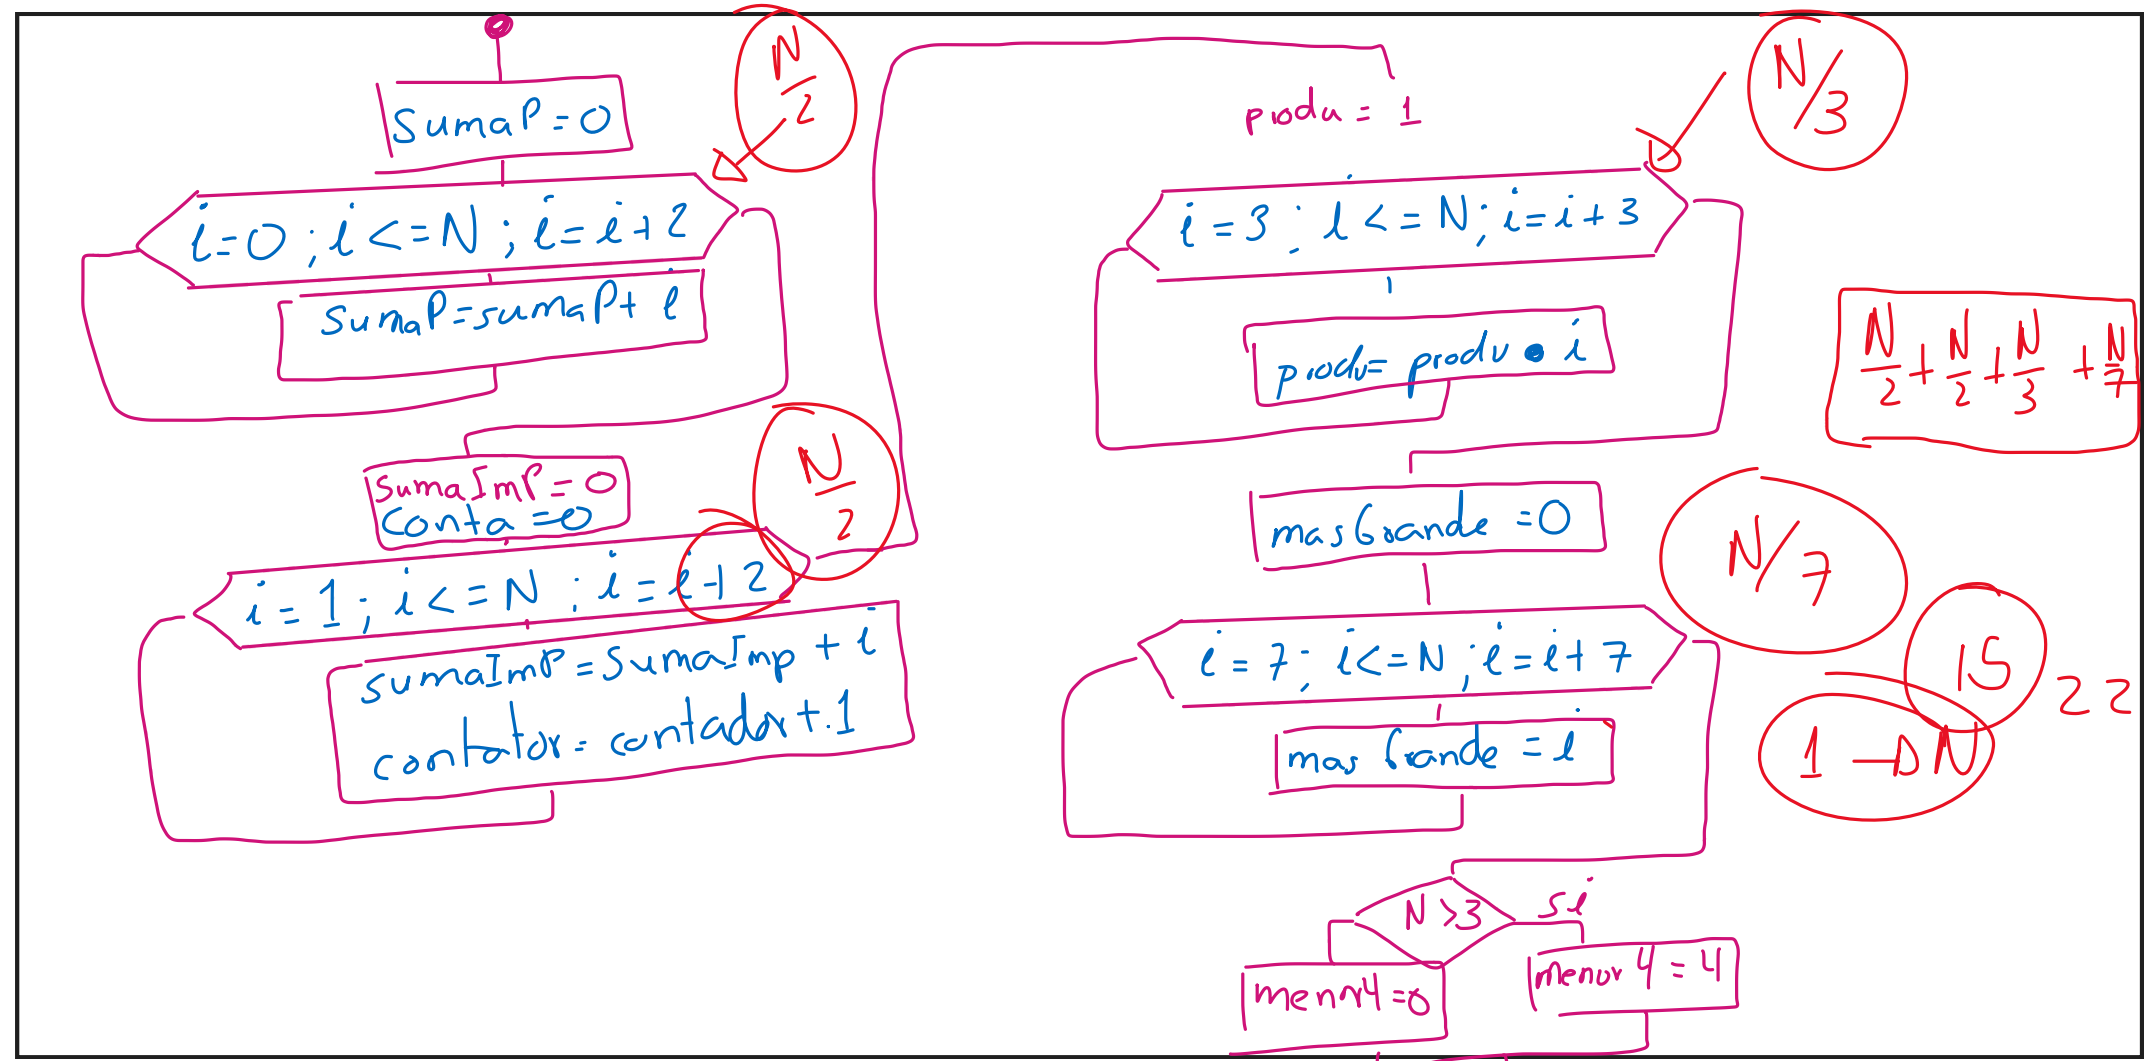 SumaP=0
N/2
i=0 ; i<=N ; i=i+2
SumaP=sumaP+ i
sumaImP=0
Conta =0
N/2
i=1 ; i<=N ; i=i+2
sumaImP=SumaImp + i
contator= contador+.1
produ = 1
N/3
i=3 ; i<=N; i=i+3
produ= produ • i
N/2 + N/2 + N/3 + N/7
masGrande =0
N/7
i=7; i<=N ; i=i+7
15
22
1 → N
mas Grande = i
N>3
si
menor4=0
menor4=4